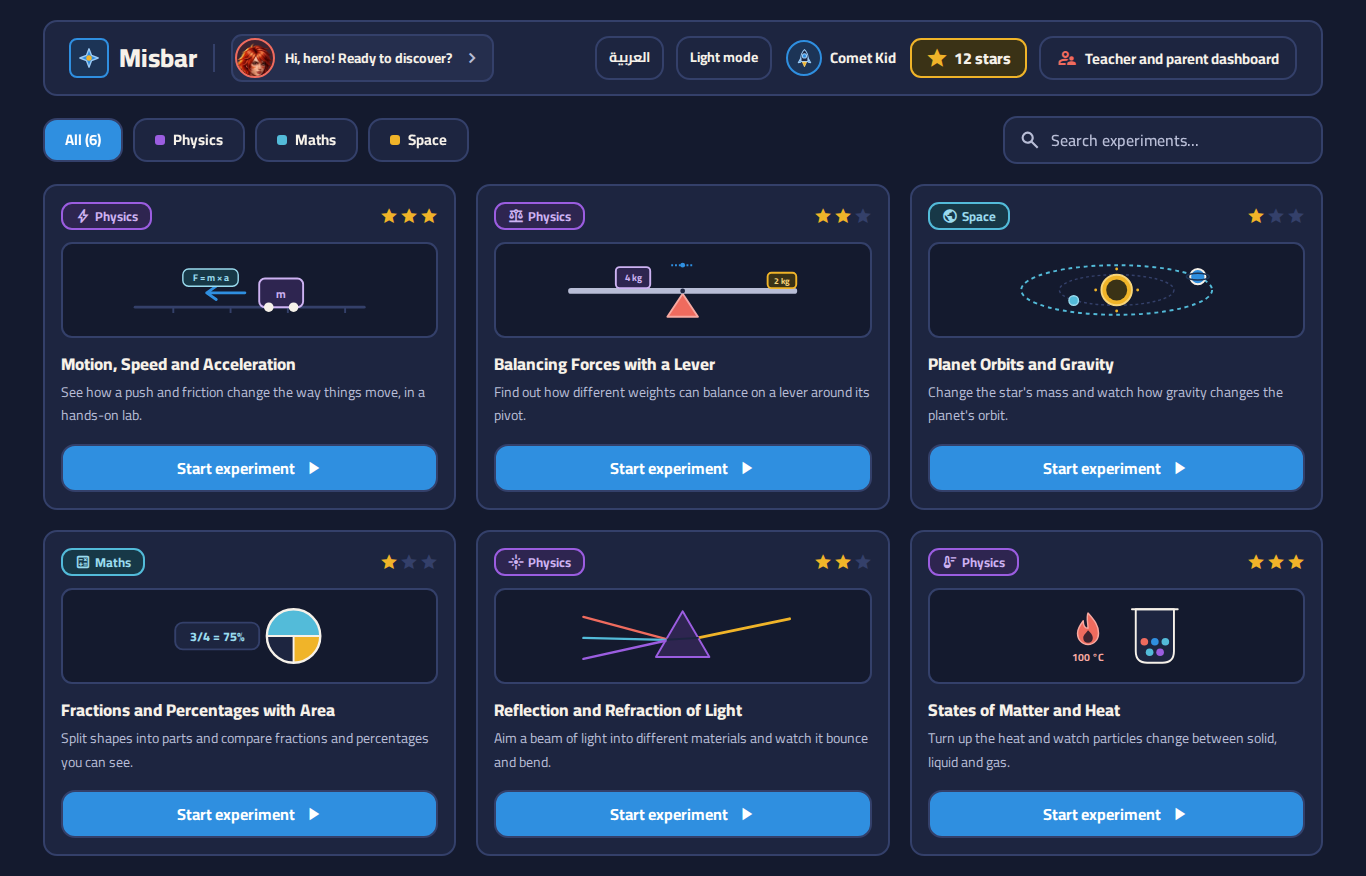 Misbar
Hi, hero! Ready to discover?
العربية
Light mode
Comet Kid
12 stars
Teacher and parent dashboard
All (6)
Physics
Maths
Space
Search experiments...
Physics
F = m × a
m
Motion, Speed and Acceleration
See how a push and friction change the way things move, in a
hands-on lab.
Start experiment
Physics
4 kg
2 kg
Balancing Forces with a Lever
Find out how different weights can balance on a lever around its
pivot.
Start experiment
Space
Planet Orbits and Gravity
Change the star's mass and watch how gravity changes the
planet's orbit.
Start experiment
Maths
3/4 = 75%
Fractions and Percentages with Area
Split shapes into parts and compare fractions and percentages
you can see.
Start experiment
Physics
Reflection and Refraction of Light
Aim a beam of light into different materials and watch it bounce
and bend.
Start experiment
Physics
100 °C
States of Matter and Heat
Turn up the heat and watch particles change between solid,
liquid and gas.
Start experiment